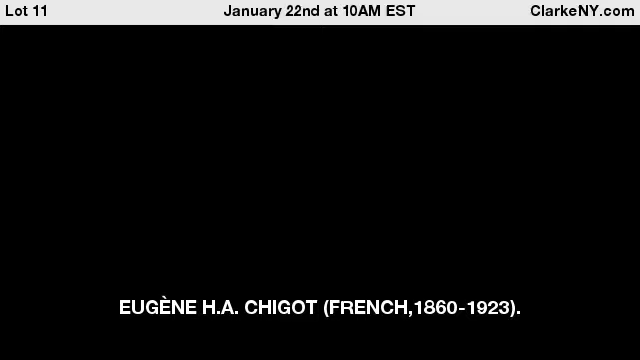 Lot 11
January 22nd at 10AM EST
ClarkeNY.com
EUGÈNE H.A. CHIGOT (FRENCH,1860-1923).